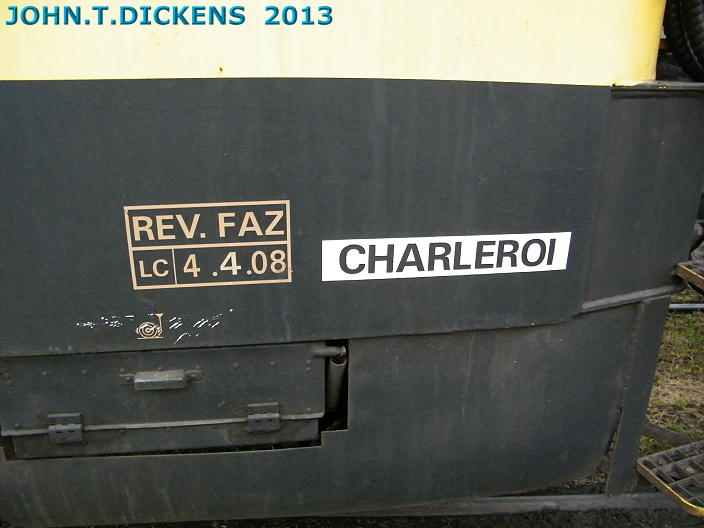 JOHN.T.DICKENS 2013
REV. FAZ
LC 4.4.08
CHARLEROI